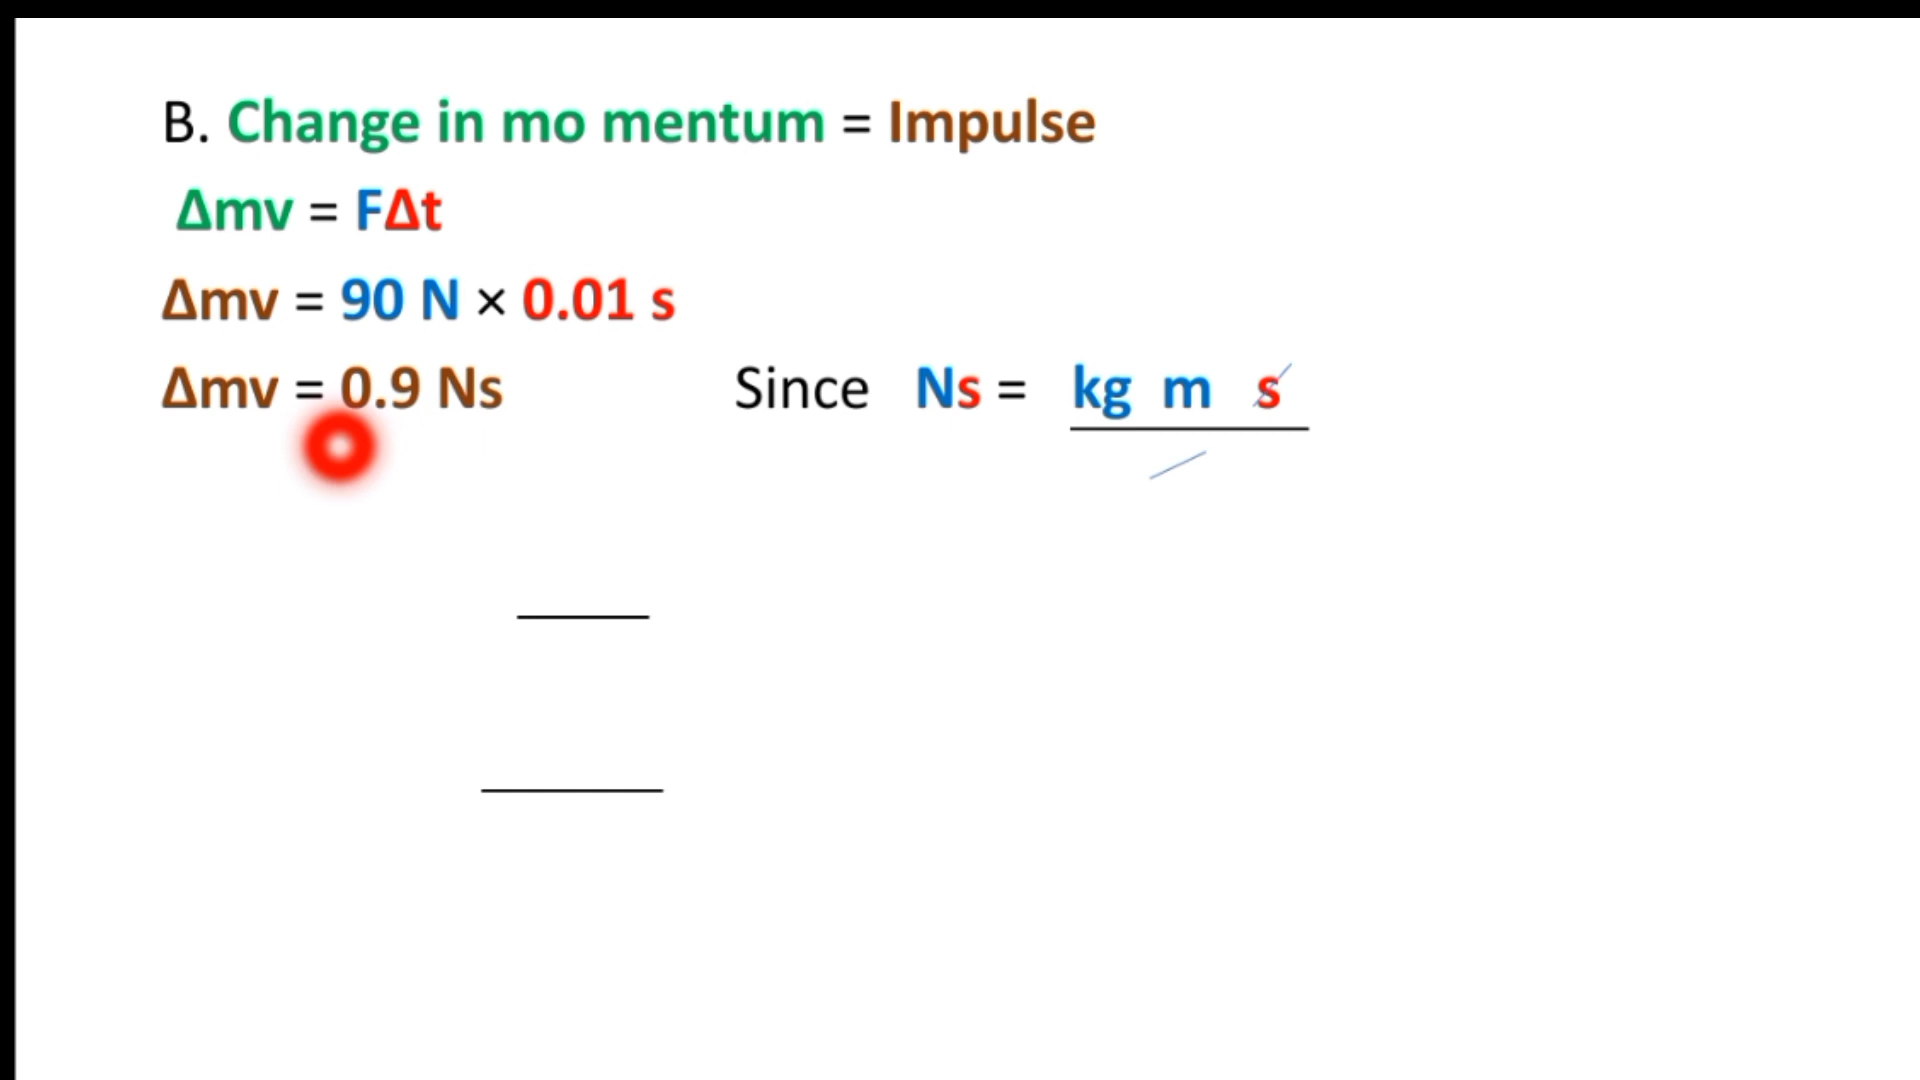 B. Change in mo mentum = Impulse
Δmv = FΔt
Δmv = 90 N × 0.01 s
Δmv = 0.9 Ns Since Ns = kg m s